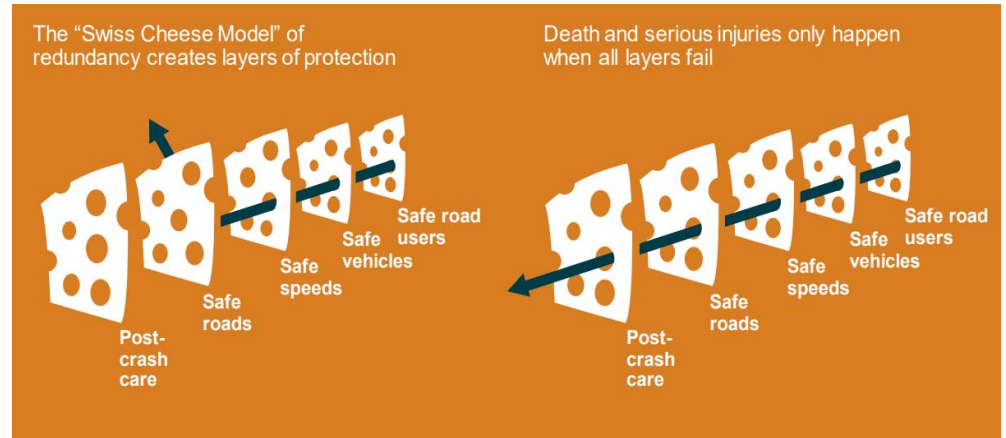 The “Swiss Cheese Model” of
redundancy creates layers of protection
Safe road
users
Safe
vehicles
Safe
speeds
Safe
roads
Post-
crash
care
Death and serious injuries only happen
when all layers fail
Safe road
users
Safe
vehicles
Safe
speeds
Safe
roads
Post-
crash
care